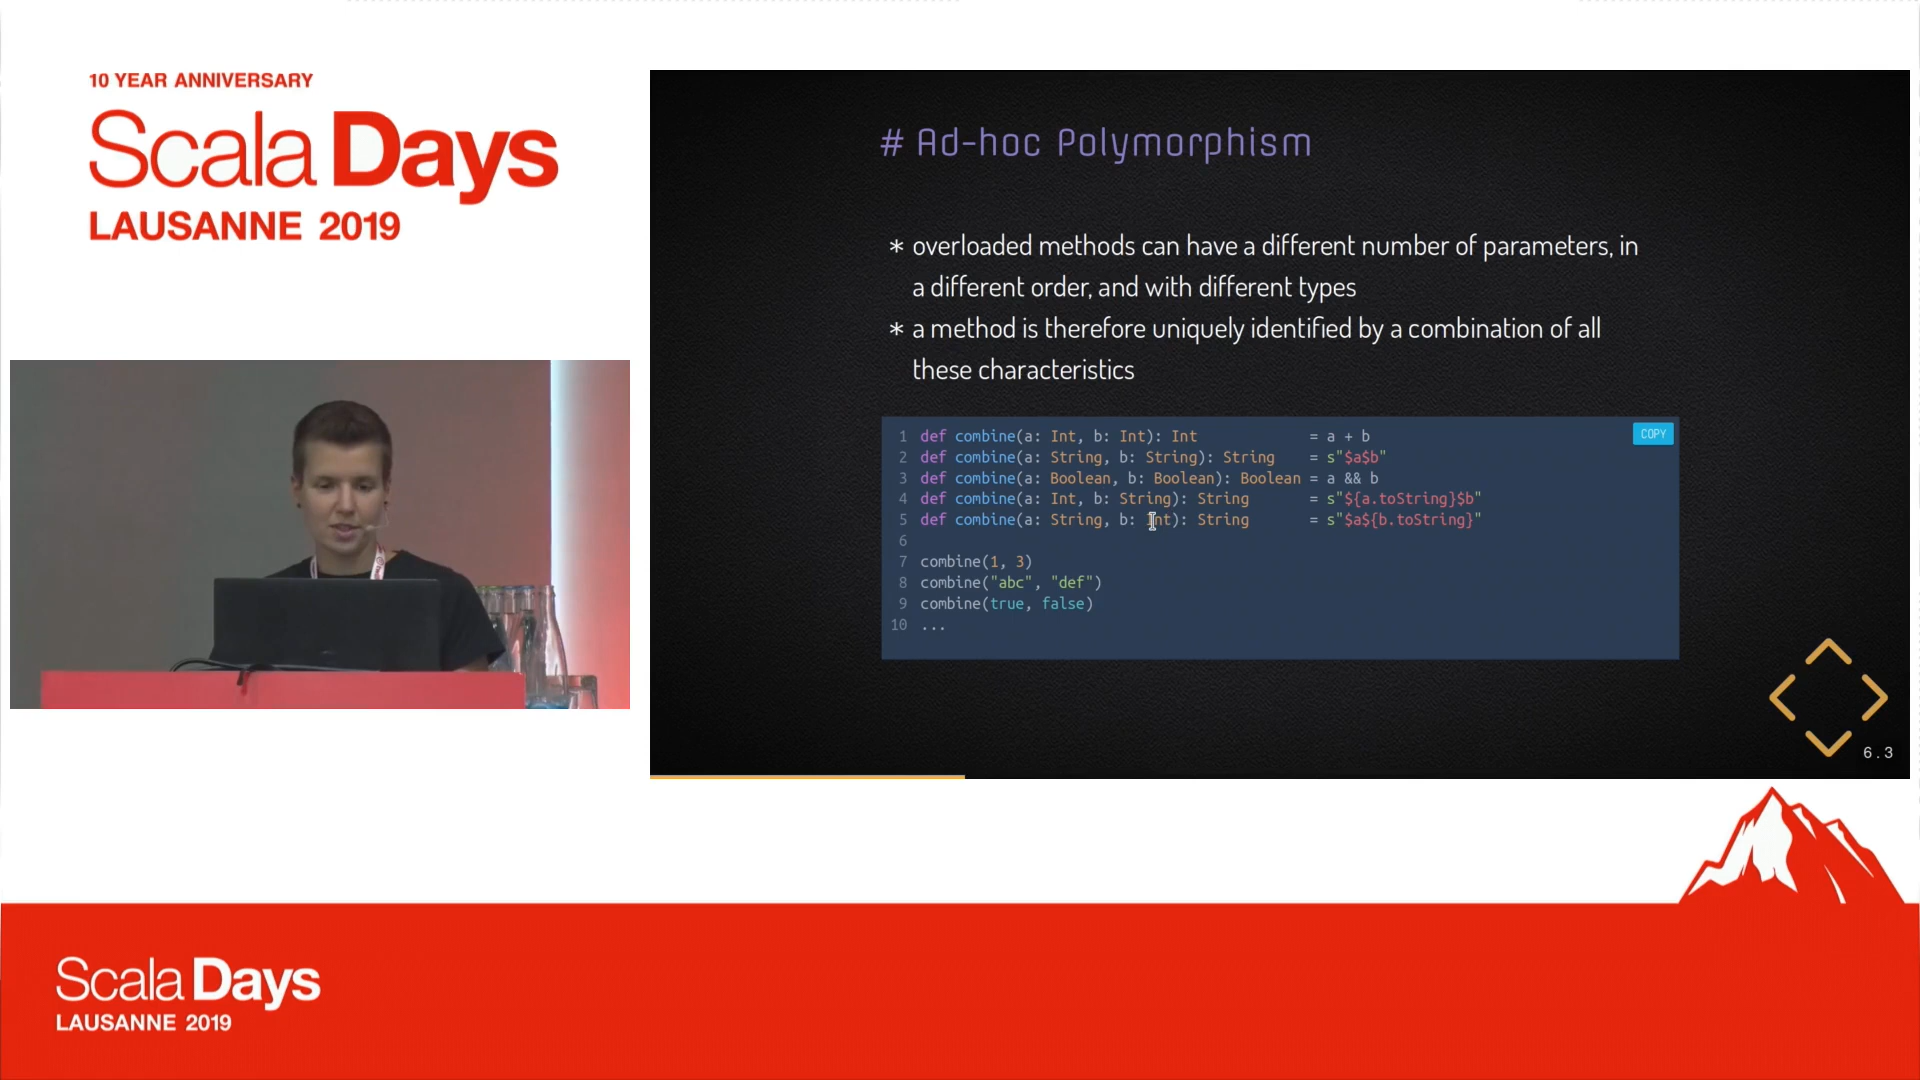 10 YEAR ANNIVERSARY
Scala Days
LAUSANNE 2019
# Ad-hoc Polymorphism
* overloaded methods can have a different number of parameters, in
a different order, and with different types
* a method is therefore uniquely identified by a combination of all
these characteristics
COPY
1 def combine(a: Int, b: Int): Int = a + b
2 def combine(a: String, b: String): String = s"$a$b"
3 def combine(a: Boolean, b: Boolean): Boolean = a && b
4 def combine(a: Int, b: String): String = s"${a.toString}$b"
5 def combine(a: String, b: Int): String = s"$a${b.toString}"
6
7 combine(1, 3)
8 combine("abc", "def")
9 combine(true, false)
10 ...
6.3
Scala Days
LAUSANNE 2019